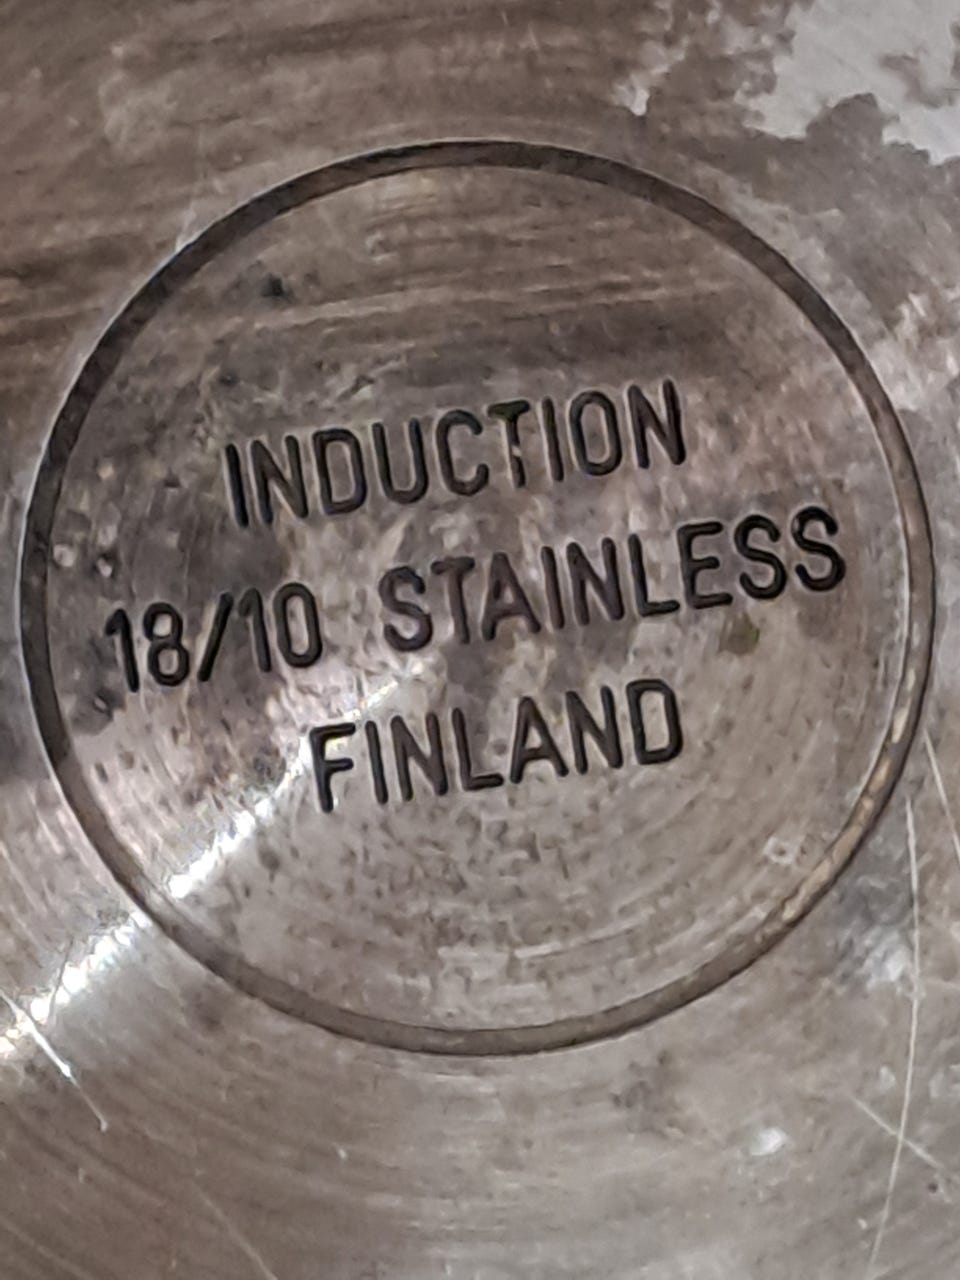 INDUCTION
18/10 STAINLESS
FINLAND